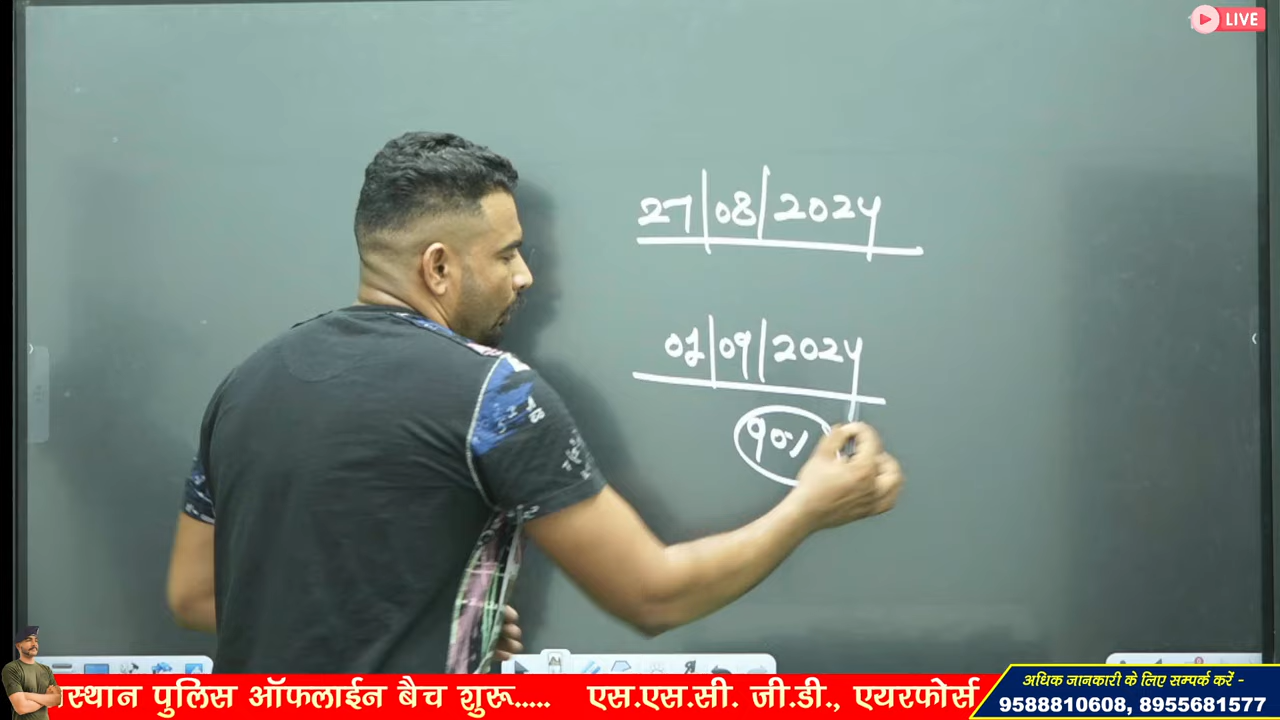 LIVE
27|08|2024
01|09|2024
90%
स्थान पुलिस ऑफलाईन बैच शुरू..... एस.एस.सी. जी.डी., एयरफोर्स
अधिक जानकारी के लिए सम्पर्क करें -
9588810608, 8955681577